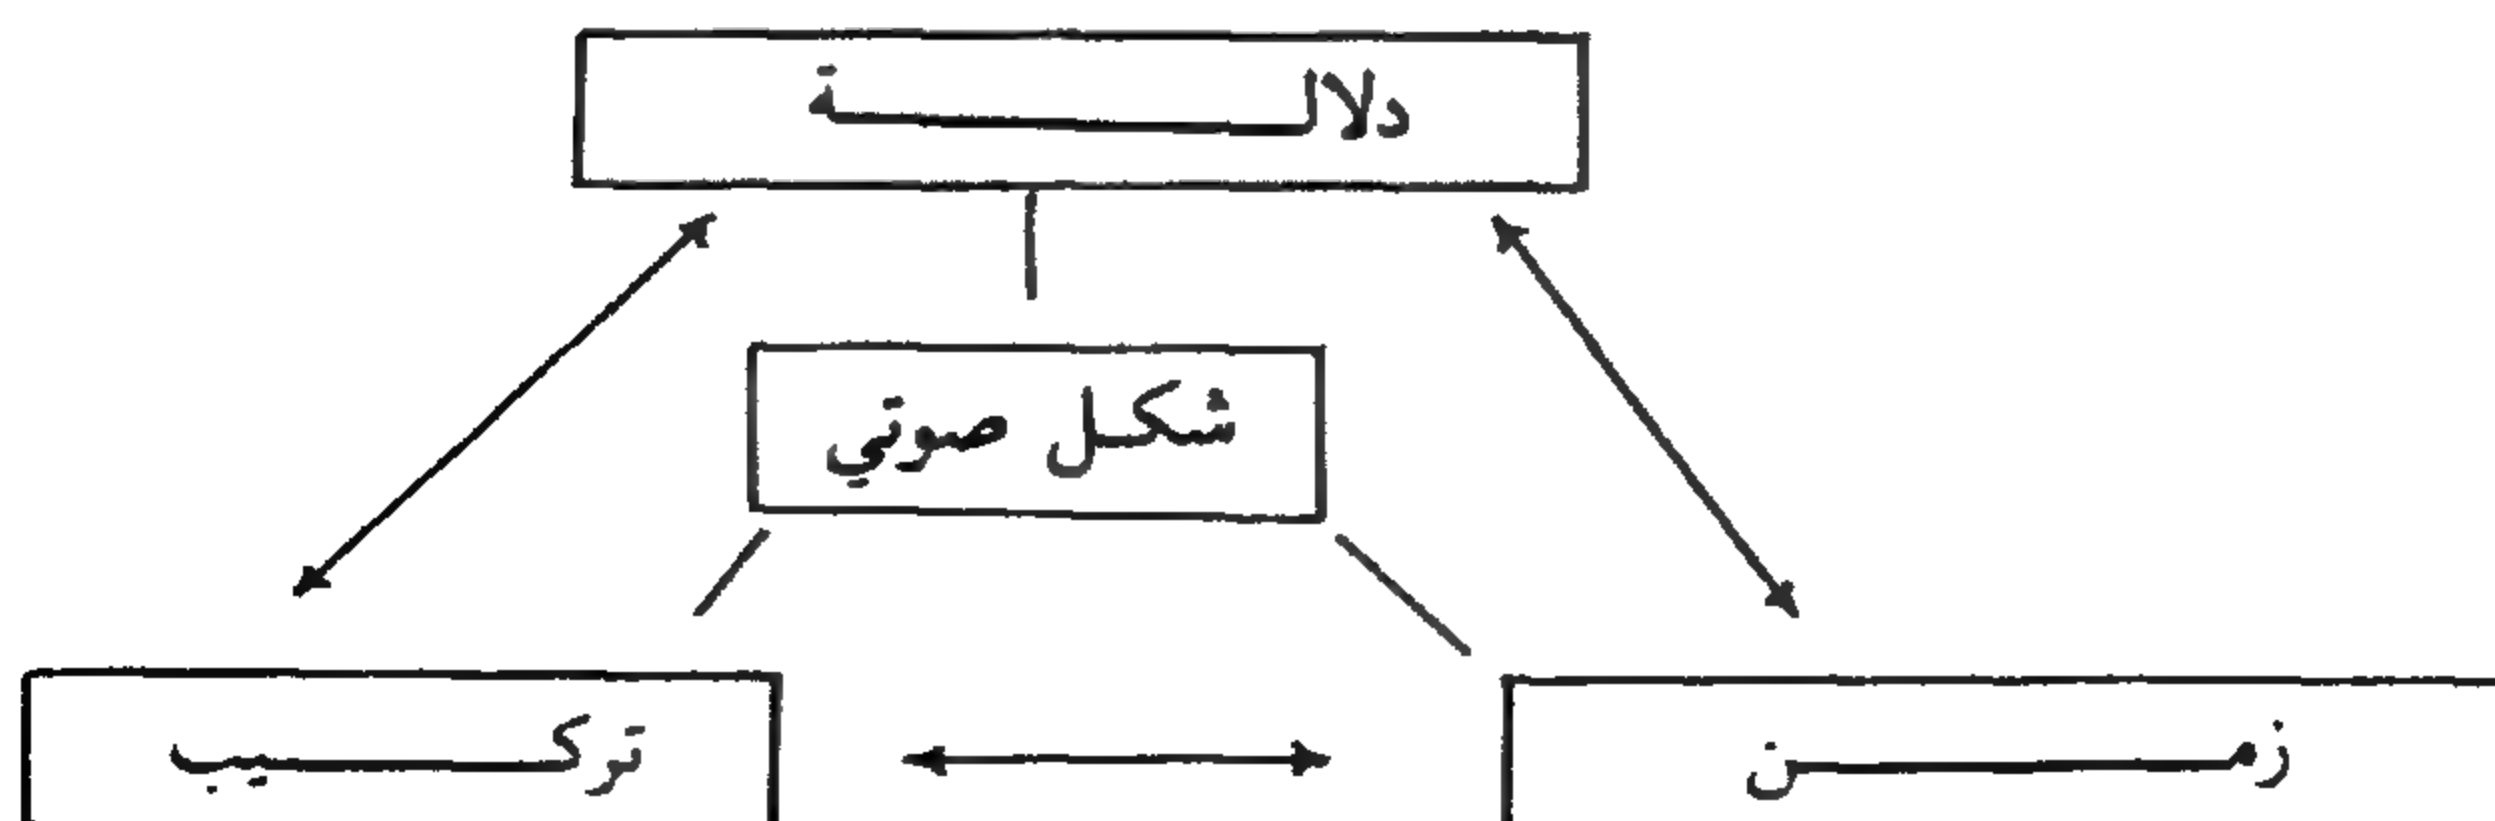 دلالة
شكل صوتي
زمن
تركيب